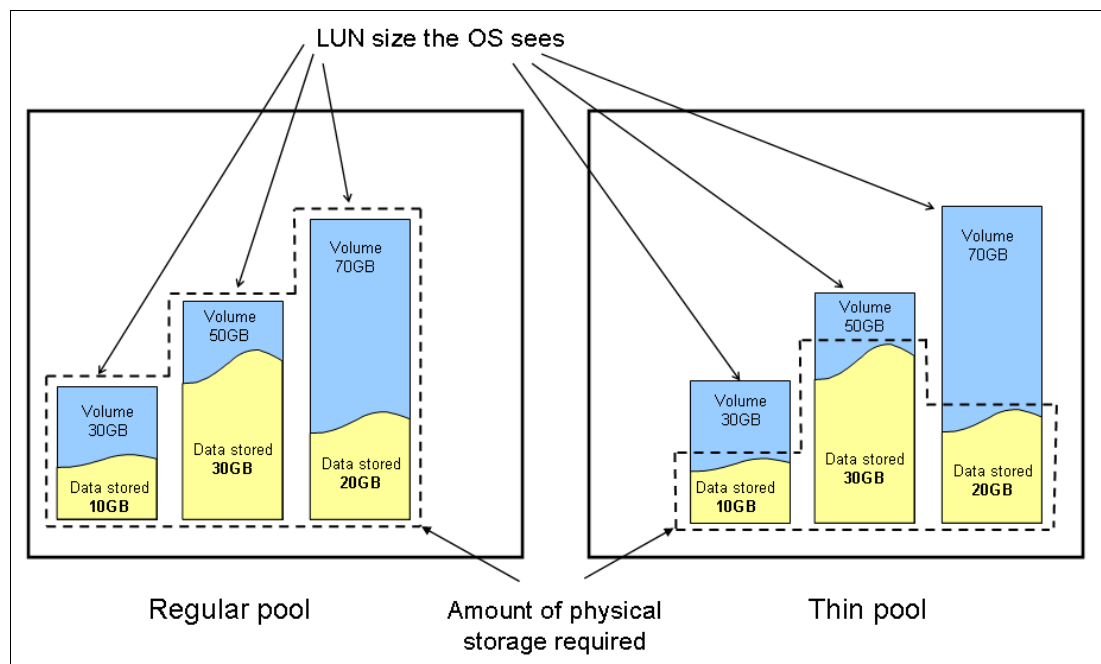 LUN size the OS sees
Volume
30GB
Data stored
10GB
Volume
50GB
Data stored
30GB
Volume
70GB
Data stored
20GB
Volume
30GB
Data stored
10GB
Volume
50GB
Data stored
30GB
Volume
70GB
Data stored
20GB
Regular pool
Amount of physical
storage required
Thin pool